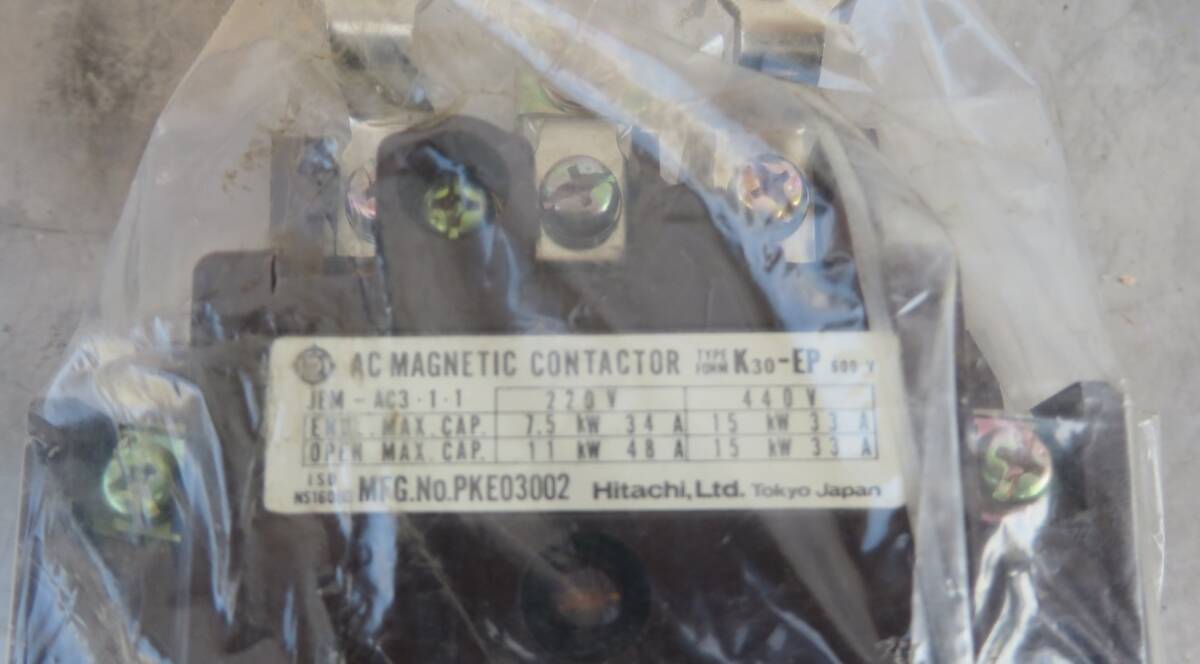 AC MAGNETIC CONTACTOR TYPE FORM K30-EP 600 V
JEM - AC3-1-1 220V 440V
ENCL. MAX. CAP. 7.5 KW 34 A 15 KW 33 A
OPEN MAX. CAP. 11 KW 48 A 15 KW 33 A
MFG.No.PKE03002 Hitachi,Ltd. Tokyo Japan